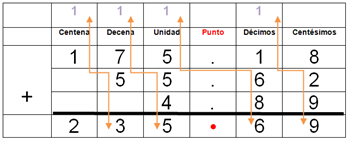 1 1 1 1
Centena Decena Unidad Punto Décimos Centésimos
1 7 5 . 1 8
5 5 . 6 2
+ 4 . 8 9
2 3 5 • 6 9